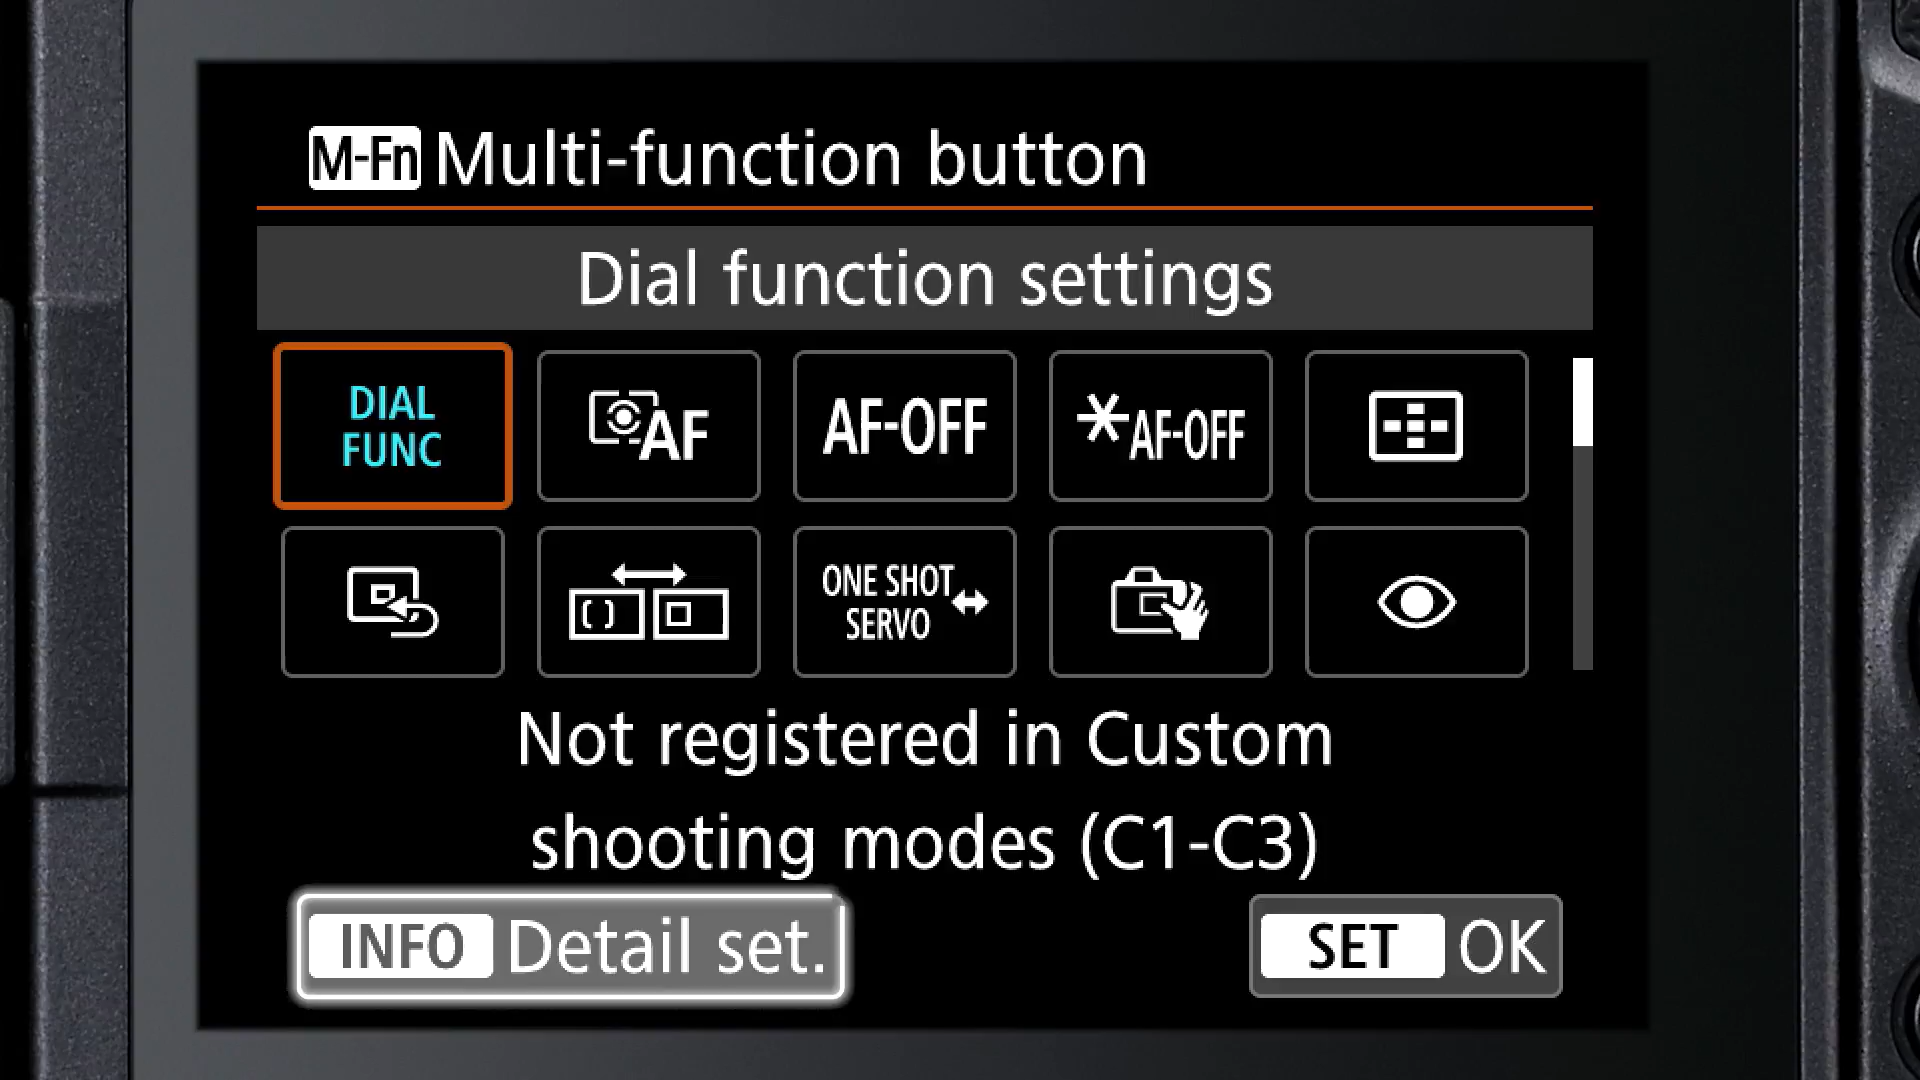 M-Fn Multi-function button
Dial function settings
DIAL
FUNC
AF
AF-OFF
*AF-OFF
ONE SHOT
SERVO
Not registered in Custom
shooting modes (C1-C3)
INFO Detail set.
SET OK